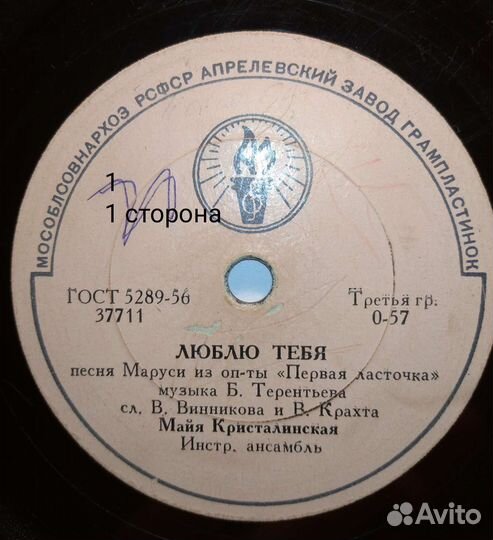 МОСОБЛСОВНАРХОЗ РСФСР АПРЕЛЕВСКИЙ ЗАВОД ГРАМПЛАСТИНОК
1
1 сторона
ГОСТ 5289-56
37711
Третья гр.
0-57
ЛЮБЛЮ ТЕБЯ
песня Маруси из оп-ты «Первая ласточка»
музыка Б. Терентьева
сл. В. Винникова и В. Крахта
Майя Кристалинская
Инстр. ансамбль
Avito